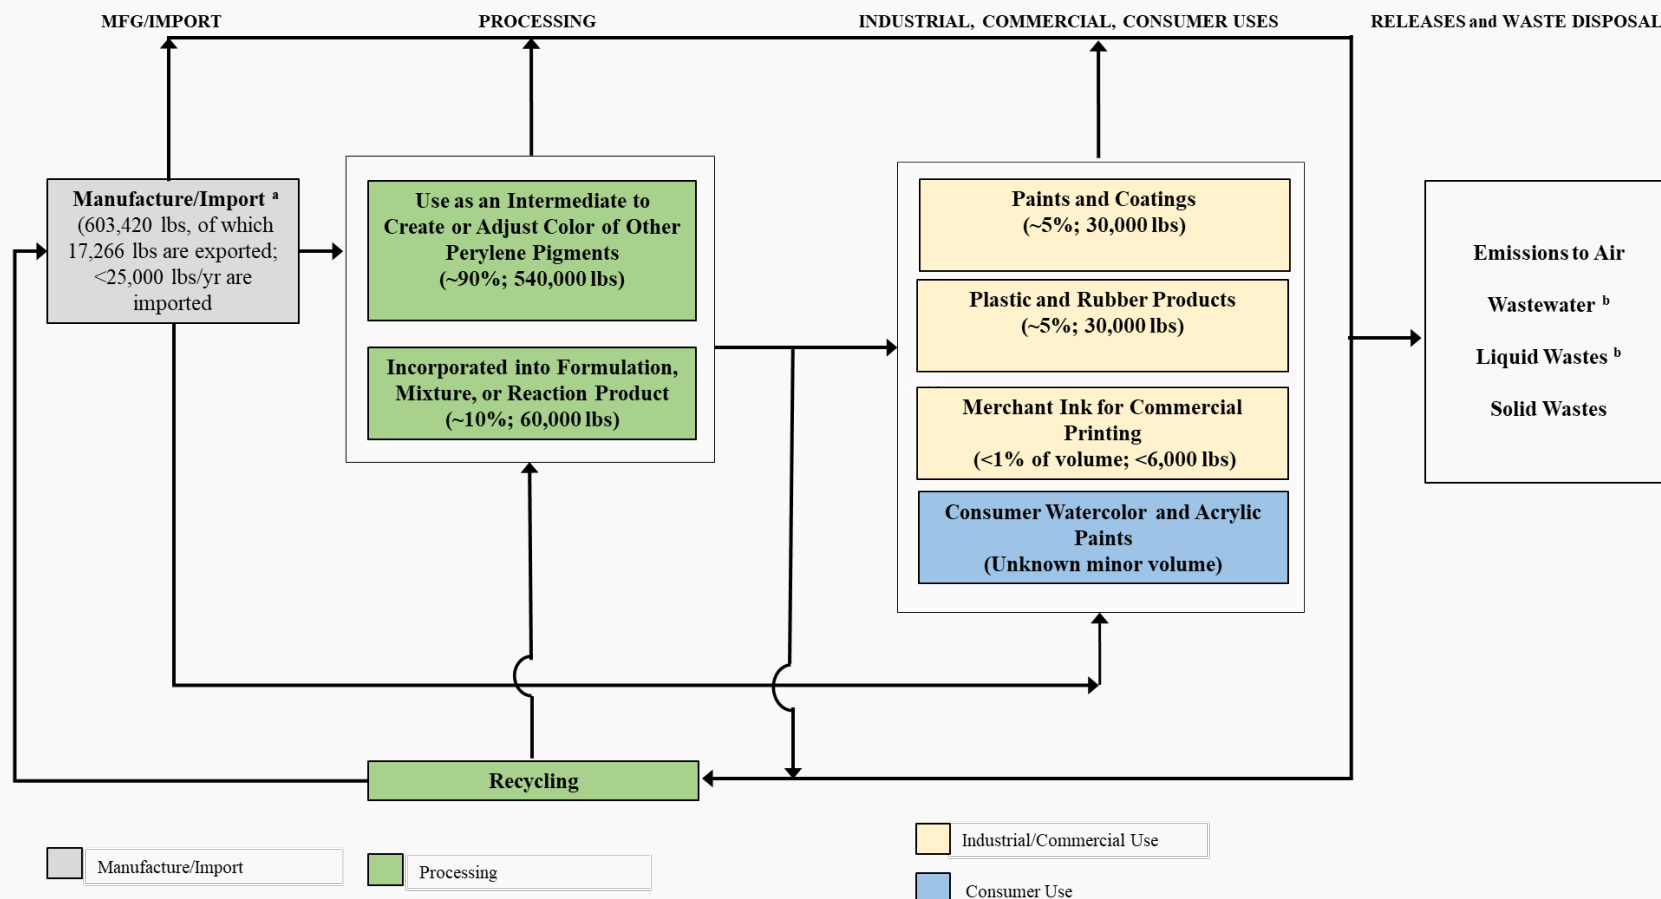 MFG/IMPORT
PROCESSING
INDUSTRIAL, COMMERCIAL, CONSUMER USES
RELEASES and WASTE DISPOSAL
Manufacture/Import ᵃ
(603,420 lbs, of which
17,266 lbs are exported;
<25,000 lbs/yr are
imported
Use as an Intermediate to
Create or Adjust Color of Other
Perylene Pigments
(~90%; 540,000 lbs)
Incorporated into Formulation,
Mixture, or Reaction Product
(~10%; 60,000 lbs)
Paints and Coatings
(~5%; 30,000 lbs)
Plastic and Rubber Products
(~5%; 30,000 lbs)
Merchant Ink for Commercial
Printing
(<1% of volume; <6,000 lbs)
Consumer Watercolor and Acrylic
Paints
(Unknown minor volume)
Emissions to Air
Wastewater ᵇ
Liquid Wastes ᵇ
Solid Wastes
Recycling
Manufacture/Import
Processing
Industrial/Commercial Use
Consumer Use